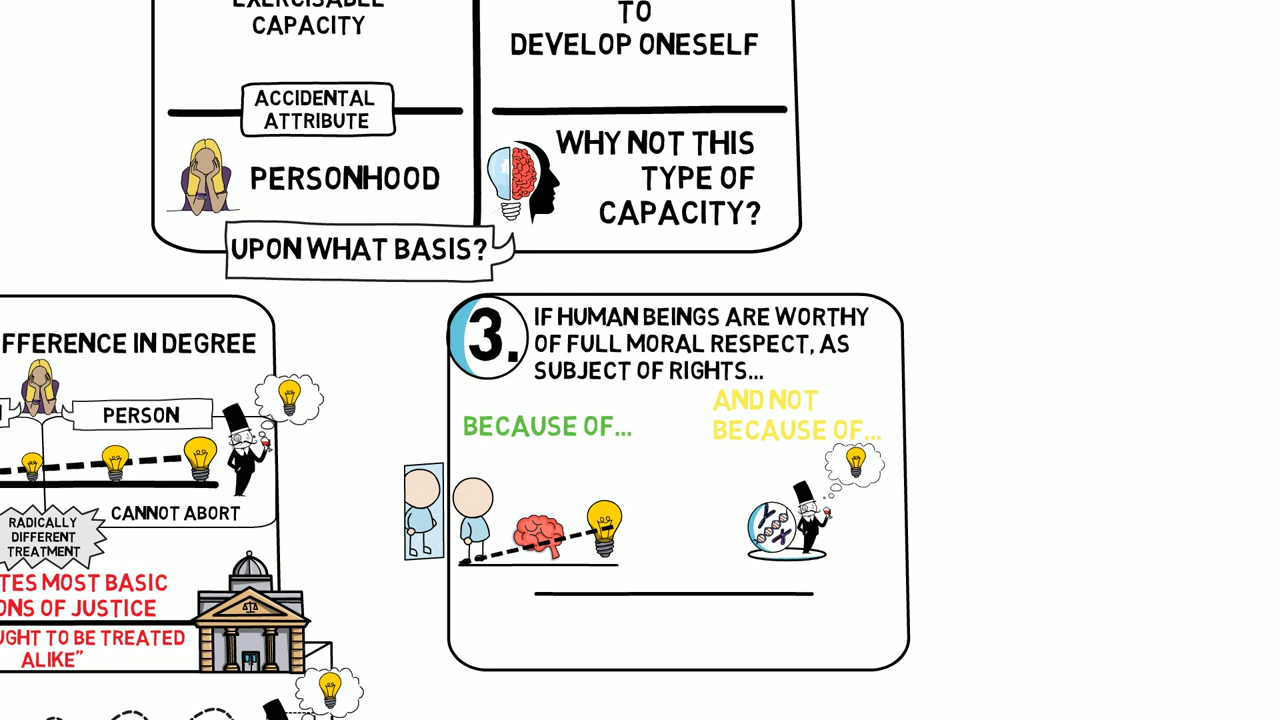 CAPACITY
TO
DEVELOP ONESELF
ACCIDENTAL
ATTRIBUTE
PERSONHOOD
WHY NOT THIS
TYPE OF
CAPACITY?
UPON WHAT BASIS?
FFERENCE IN DEGREE
PERSON
CANNOT ABORT
RADICALLY
DIFFERENT
TREATMENT
TES MOST BASIC
ONS OF JUSTICE
UGHT TO BE TREATED
ALIKE"
3.
IF HUMAN BEINGS ARE WORTHY
OF FULL MORAL RESPECT, AS
SUBJECT OF RIGHTS...
BECAUSE OF...
AND NOT
BECAUSE OF...